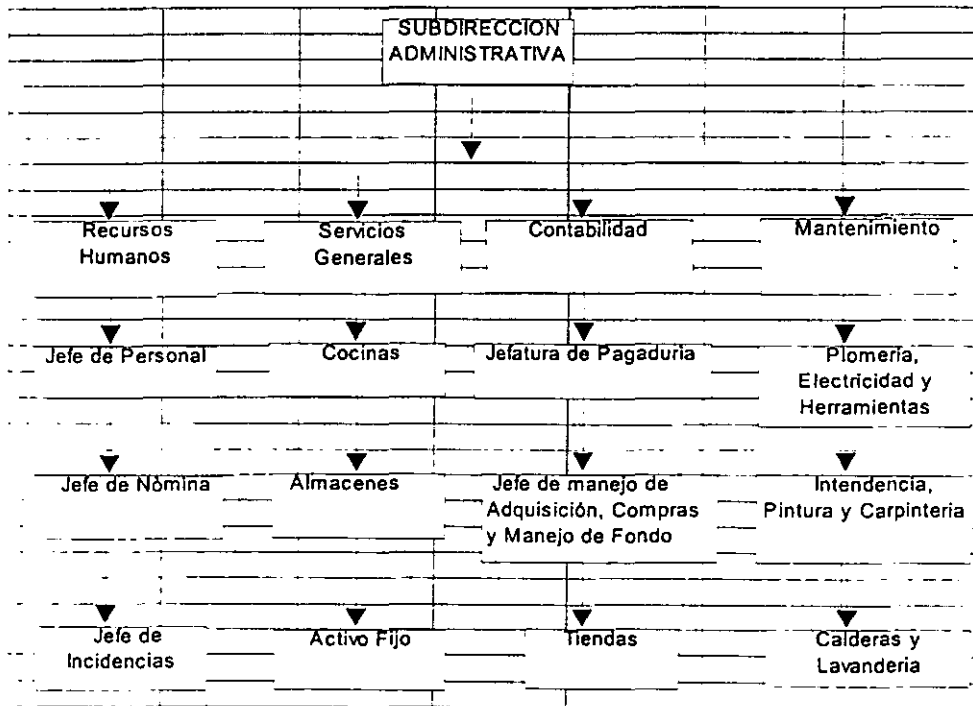 SUBDIRECCION
ADMINISTRATIVA
Recursos
Humanos
Servicios
Generales
Contabilidad
Mantenimiento
Jefe de Personal
Cocinas
Jefatura de Pagaduria
Plomería,
Electricidad y
Herramientas
Jefe de Nómina
Almacenes
Jefe de manejo de
Adquisición, Compras
y Manejo de Fondo
Intendencia,
Pintura y Carpinteria
Jefe de
Incidencias
Activo Fijo
Tiendas
Calderas y
Lavanderia